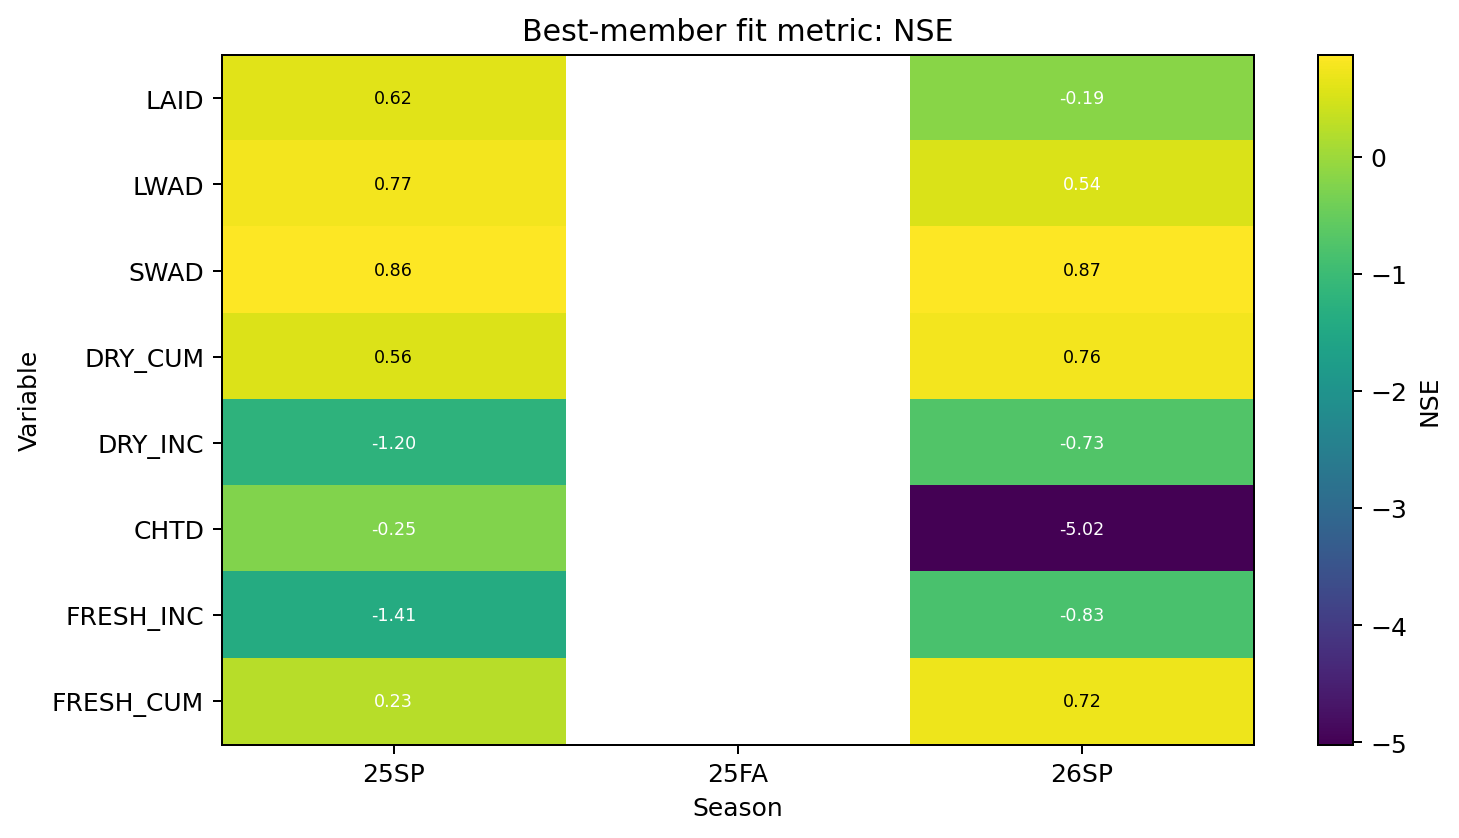 Best-member fit metric: NSE
LAID 0.62 -0.19
LWAD 0.77 0.54
SWAD 0.86 0.87
DRY_CUM 0.56 0.76
DRY_INC -1.20 -0.73
CHTD -0.25 -5.02
FRESH_INC -1.41 -0.83
FRESH_CUM 0.23 0.72
25SP 25FA 26SP
Season
Variable
0
−1
−2
−3
−4
−5
NSE